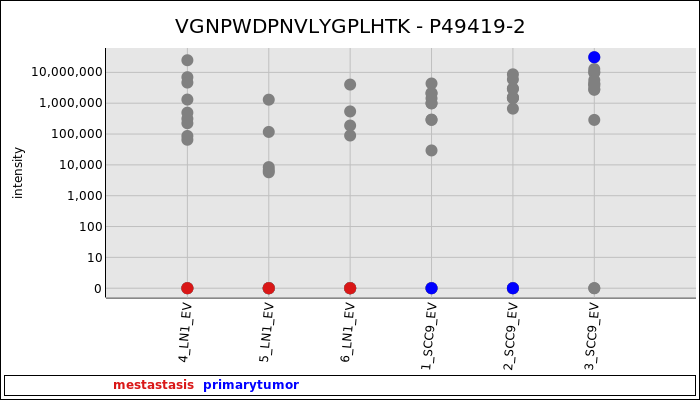 VGNPWDPNVLYGPLHTK - P49419-2
intensity
10,000,000
1,000,000
100,000
10,000
1,000
100
10
0
4_LN1_EV
5_LN1_EV
6_LN1_EV
1_SCC9_EV
2_SCC9_EV
3_SCC9_EV
mestastasis primarytumor